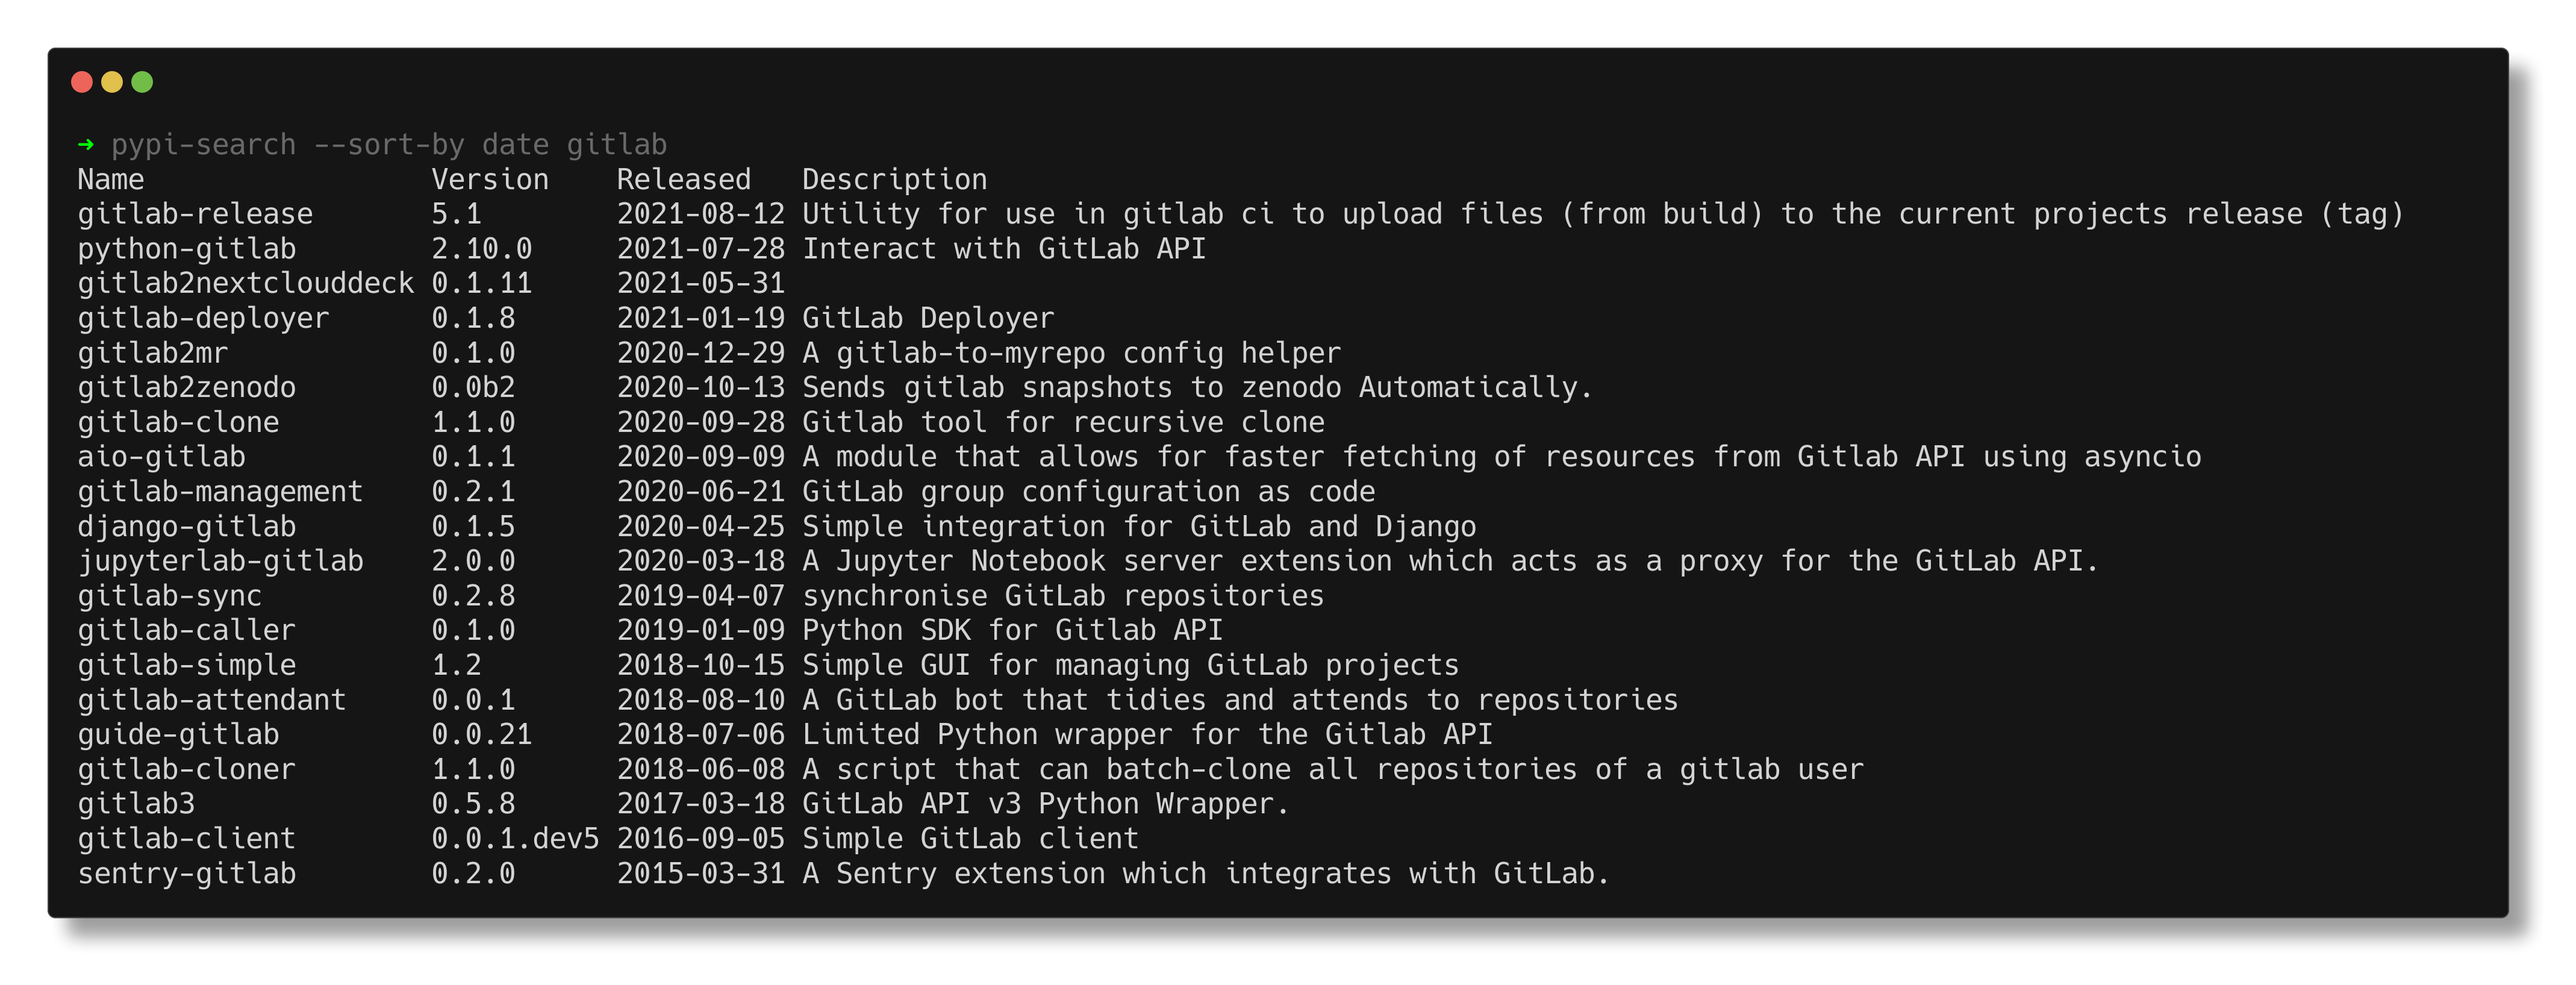 ➜ pypi-search --sort-by date gitlab
Name                 Version    Released   Description
gitlab-release       5.1        2021-08-12 Utility for use in gitlab ci to upload files (from build) to the current projects release (tag)
python-gitlab        2.10.0     2021-07-28 Interact with GitLab API
gitlab2nextclouddeck 0.1.11     2021-05-31
gitlab-deployer      0.1.8      2021-01-19 GitLab Deployer
gitlab2mr            0.1.0      2020-12-29 A gitlab-to-myrepo config helper
gitlab2zenodo        0.0b2      2020-10-13 Sends gitlab snapshots to zenodo Automatically.
gitlab-clone         1.1.0      2020-09-28 Gitlab tool for recursive clone
aio-gitlab           0.1.1      2020-09-09 A module that allows for faster fetching of resources from Gitlab API using asyncio
gitlab-management    0.2.1      2020-06-21 GitLab group configuration as code
django-gitlab        0.1.5      2020-04-25 Simple integration for GitLab and Django
jupyterlab-gitlab    2.0.0      2020-03-18 A Jupyter Notebook server extension which acts as a proxy for the GitLab API.
gitlab-sync          0.2.8      2019-04-07 synchronise GitLab repositories
gitlab-caller        0.1.0      2019-01-09 Python SDK for Gitlab API
gitlab-simple        1.2        2018-10-15 Simple GUI for managing GitLab projects
gitlab-attendant     0.0.1      2018-08-10 A GitLab bot that tidies and attends to repositories
guide-gitlab         0.0.21     2018-07-06 Limited Python wrapper for the Gitlab API
gitlab-cloner        1.1.0      2018-06-08 A script that can batch-clone all repositories of a gitlab user
gitlab3              0.5.8      2017-03-18 GitLab API v3 Python Wrapper.
gitlab-client        0.0.1.dev5 2016-09-05 Simple GitLab client
sentry-gitlab        0.2.0      2015-03-31 A Sentry extension which integrates with GitLab.